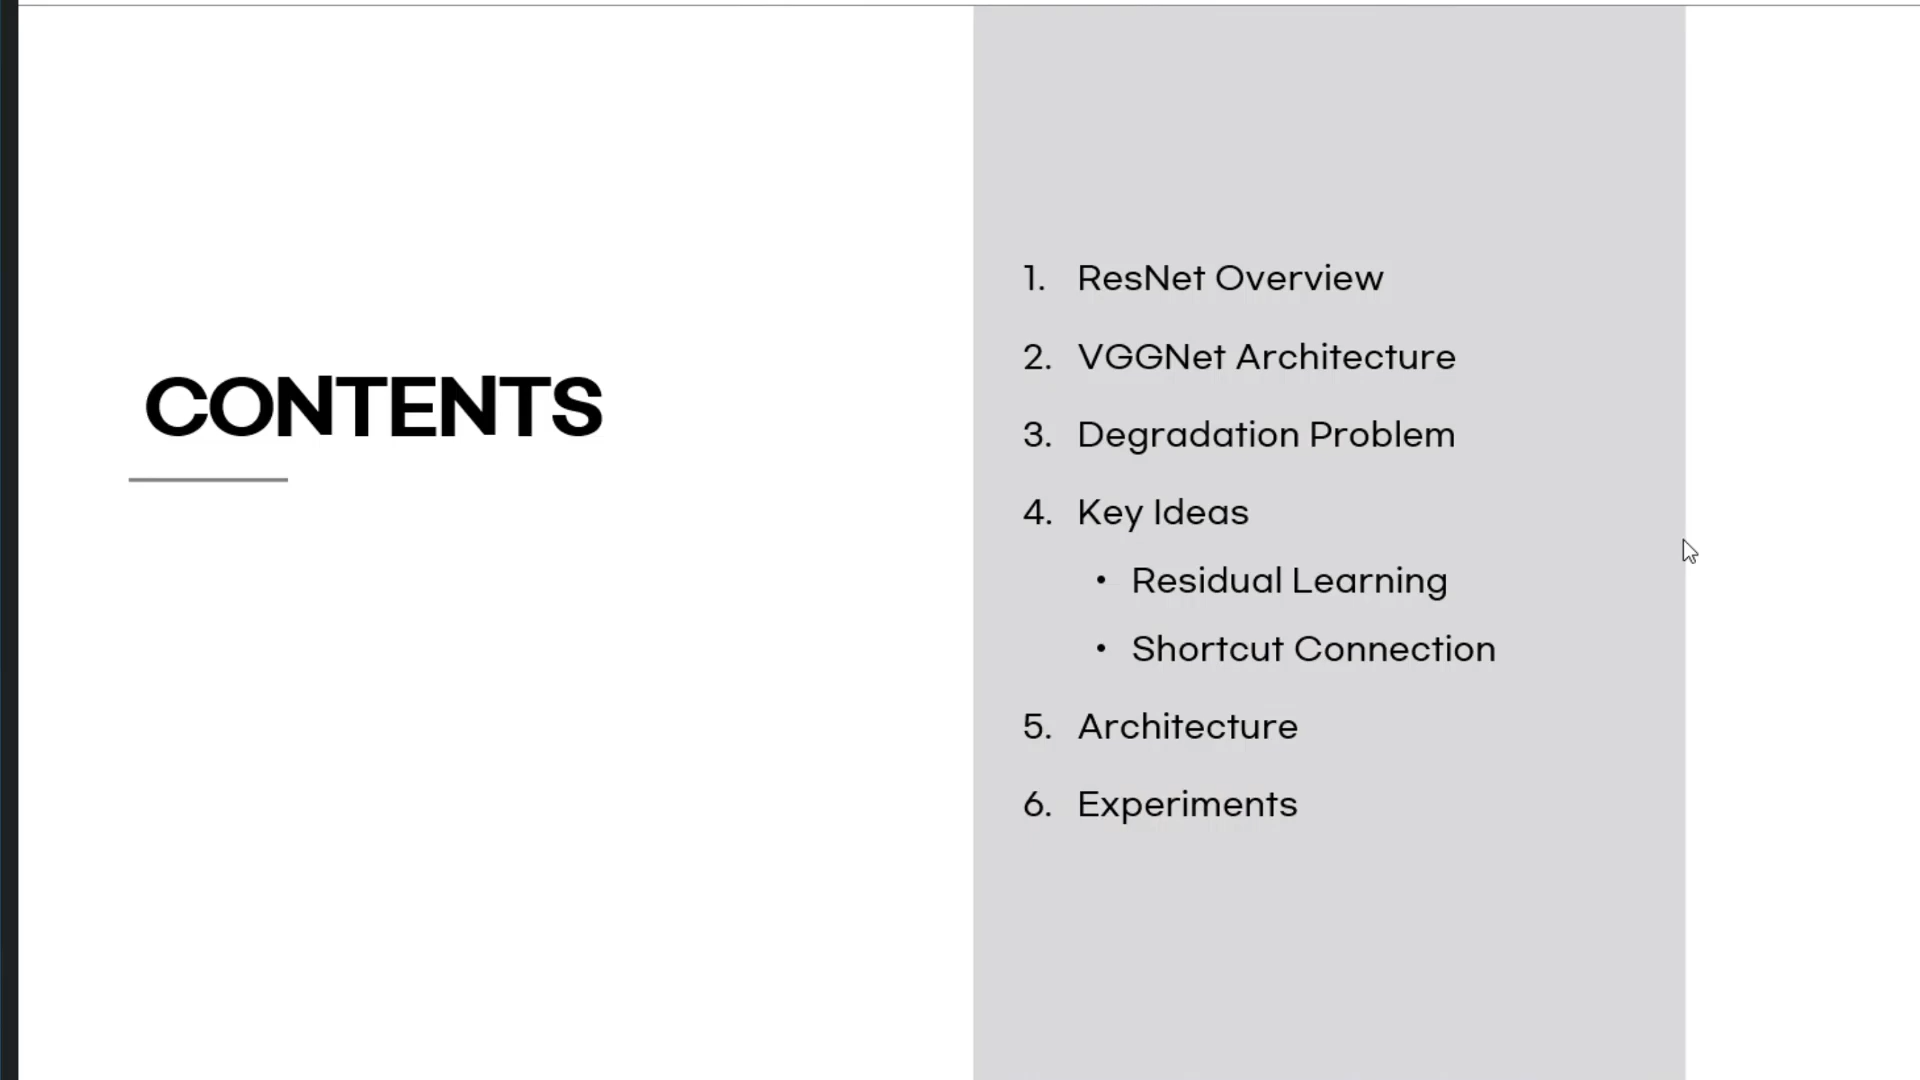 CONTENTS
1. ResNet Overview
2. VGGNet Architecture
3. Degradation Problem
4. Key Ideas
• Residual Learning
• Shortcut Connection
5. Architecture
6. Experiments